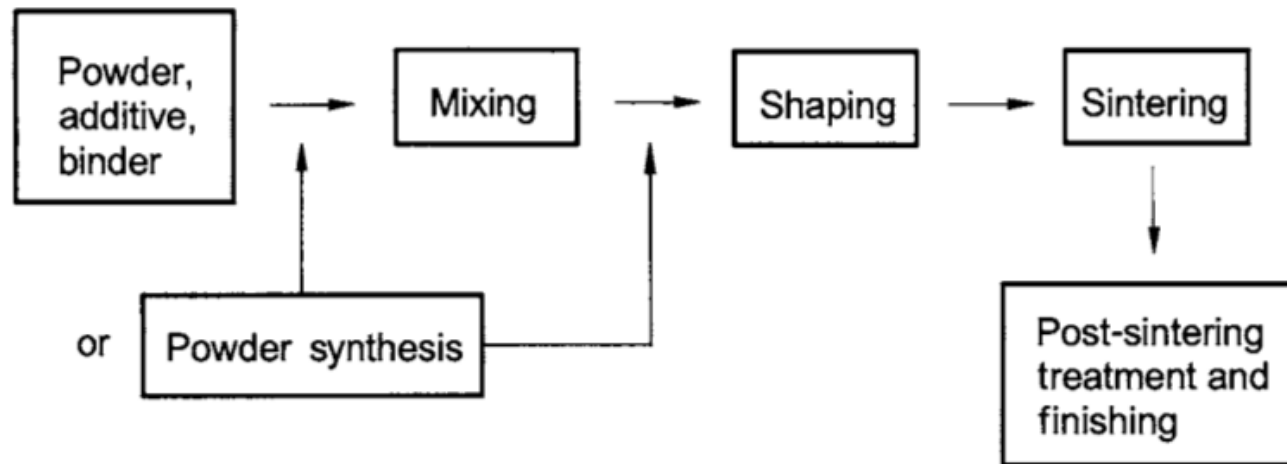 Powder,
additive,
binder
Mixing
Shaping
Sintering
or
Powder synthesis
Post-sintering
treatment and
finishing